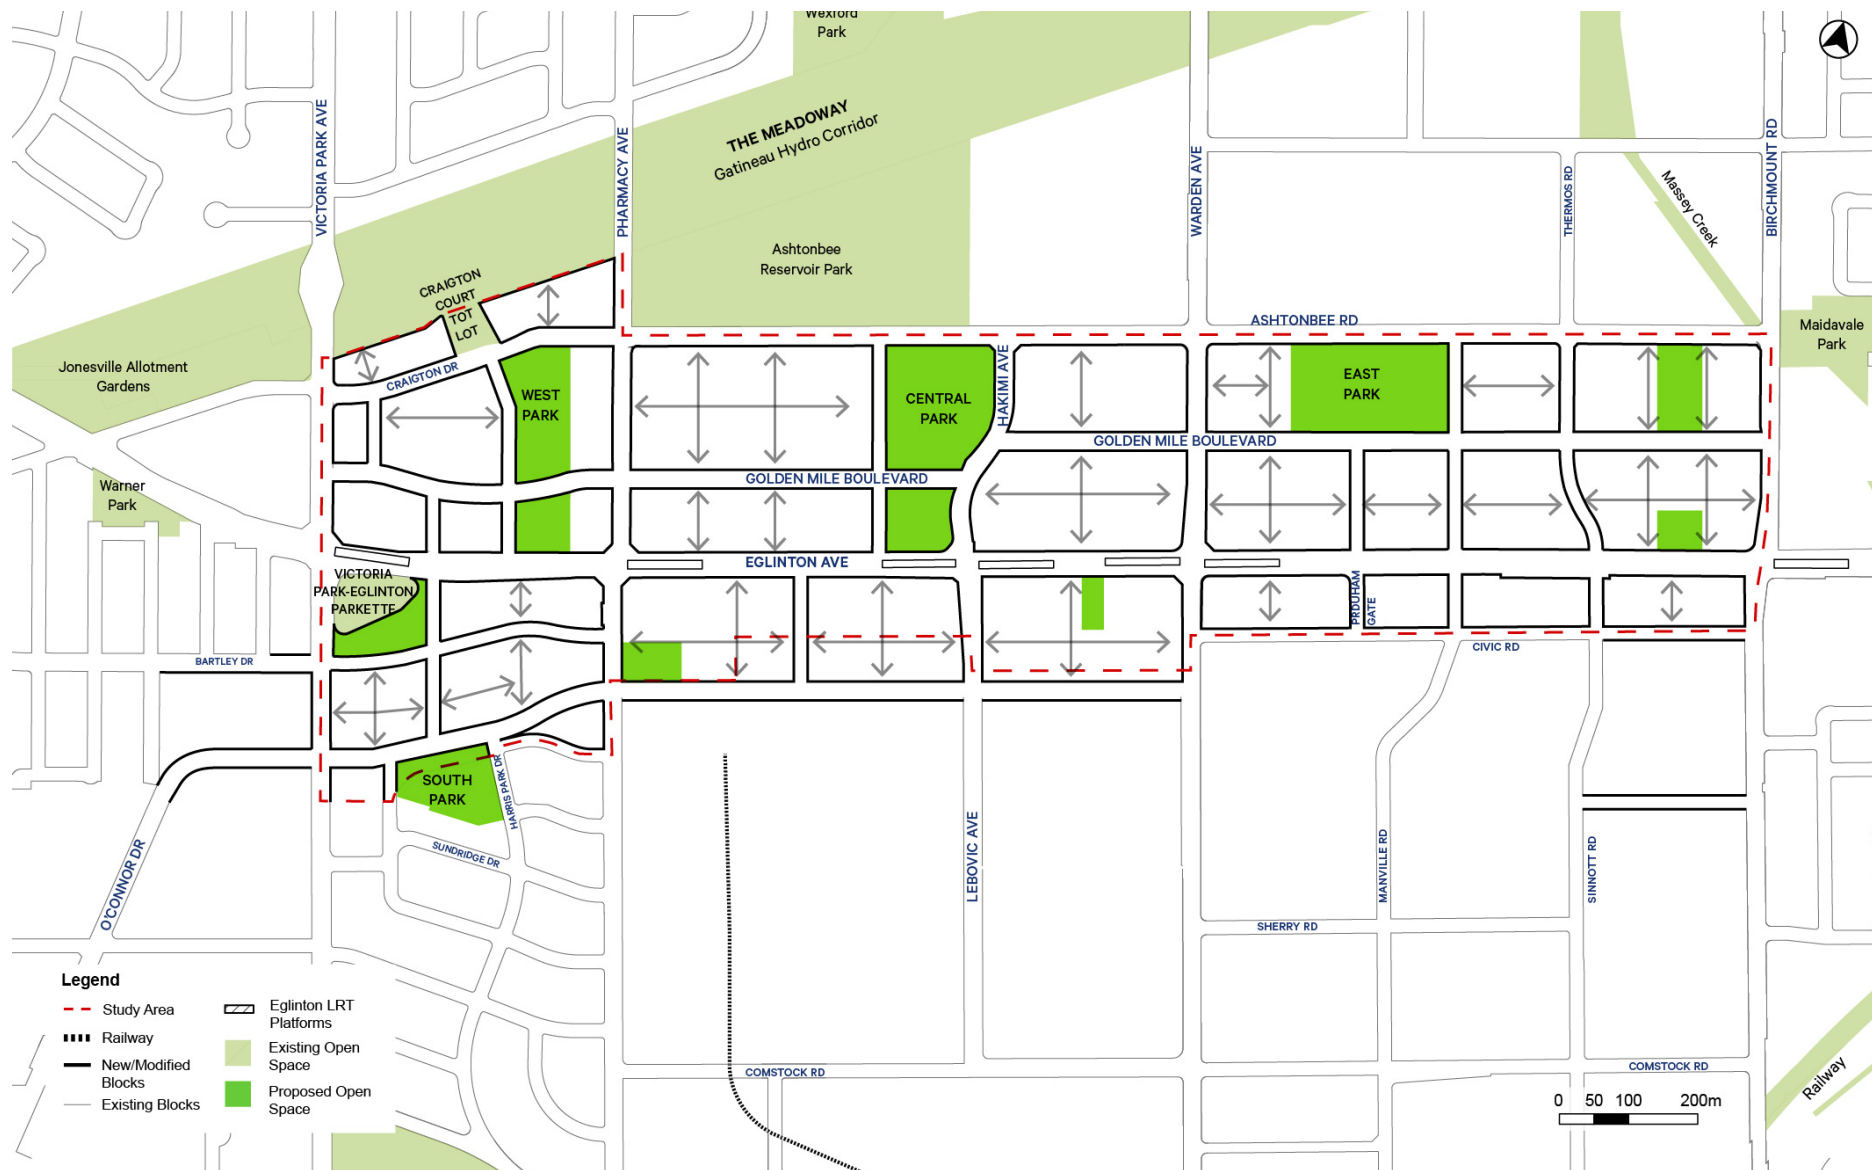 Wexford
Park
THE MEADOWAY
Gatineau Hydro Corridor
VICTORIA PARK AVE
PHARMACY AVE
WARDEN AVE
THERMOS RD
Massey Creek
BIRCHMOUNT RD
Ashtonbee
Reservoir Park
CRAIGTON
COURT
TOT
LOT
ASHTONBEE RD
Maidavale
Park
Jonesville Allotment
Gardens
CRAIGTON DR
WEST
PARK
CENTRAL
PARK
HAKIMI AVE
EAST
PARK
GOLDEN MILE BOULEVARD
GOLDEN MILE BOULEVARD
Warner
Park
EGLINTON AVE
VICTORIA
PARK-EGLINTON
PARKETTE
PRDUHAM
GATE
BARTLEY DR
CIVIC RD
SOUTH
PARK
HARRIS PARK DR
SUNDRIDGE DR
O'CONNOR DR
LEBOVIC AVE
MANVILLE RD
SINNOTT RD
SHERRY RD
COMSTOCK RD
COMSTOCK RD
Railway
Legend
Study Area
Railway
New/Modified
Blocks
Existing Blocks
Eglinton LRT
Platforms
Existing Open
Space
Proposed Open
Space
0 50 100 200m